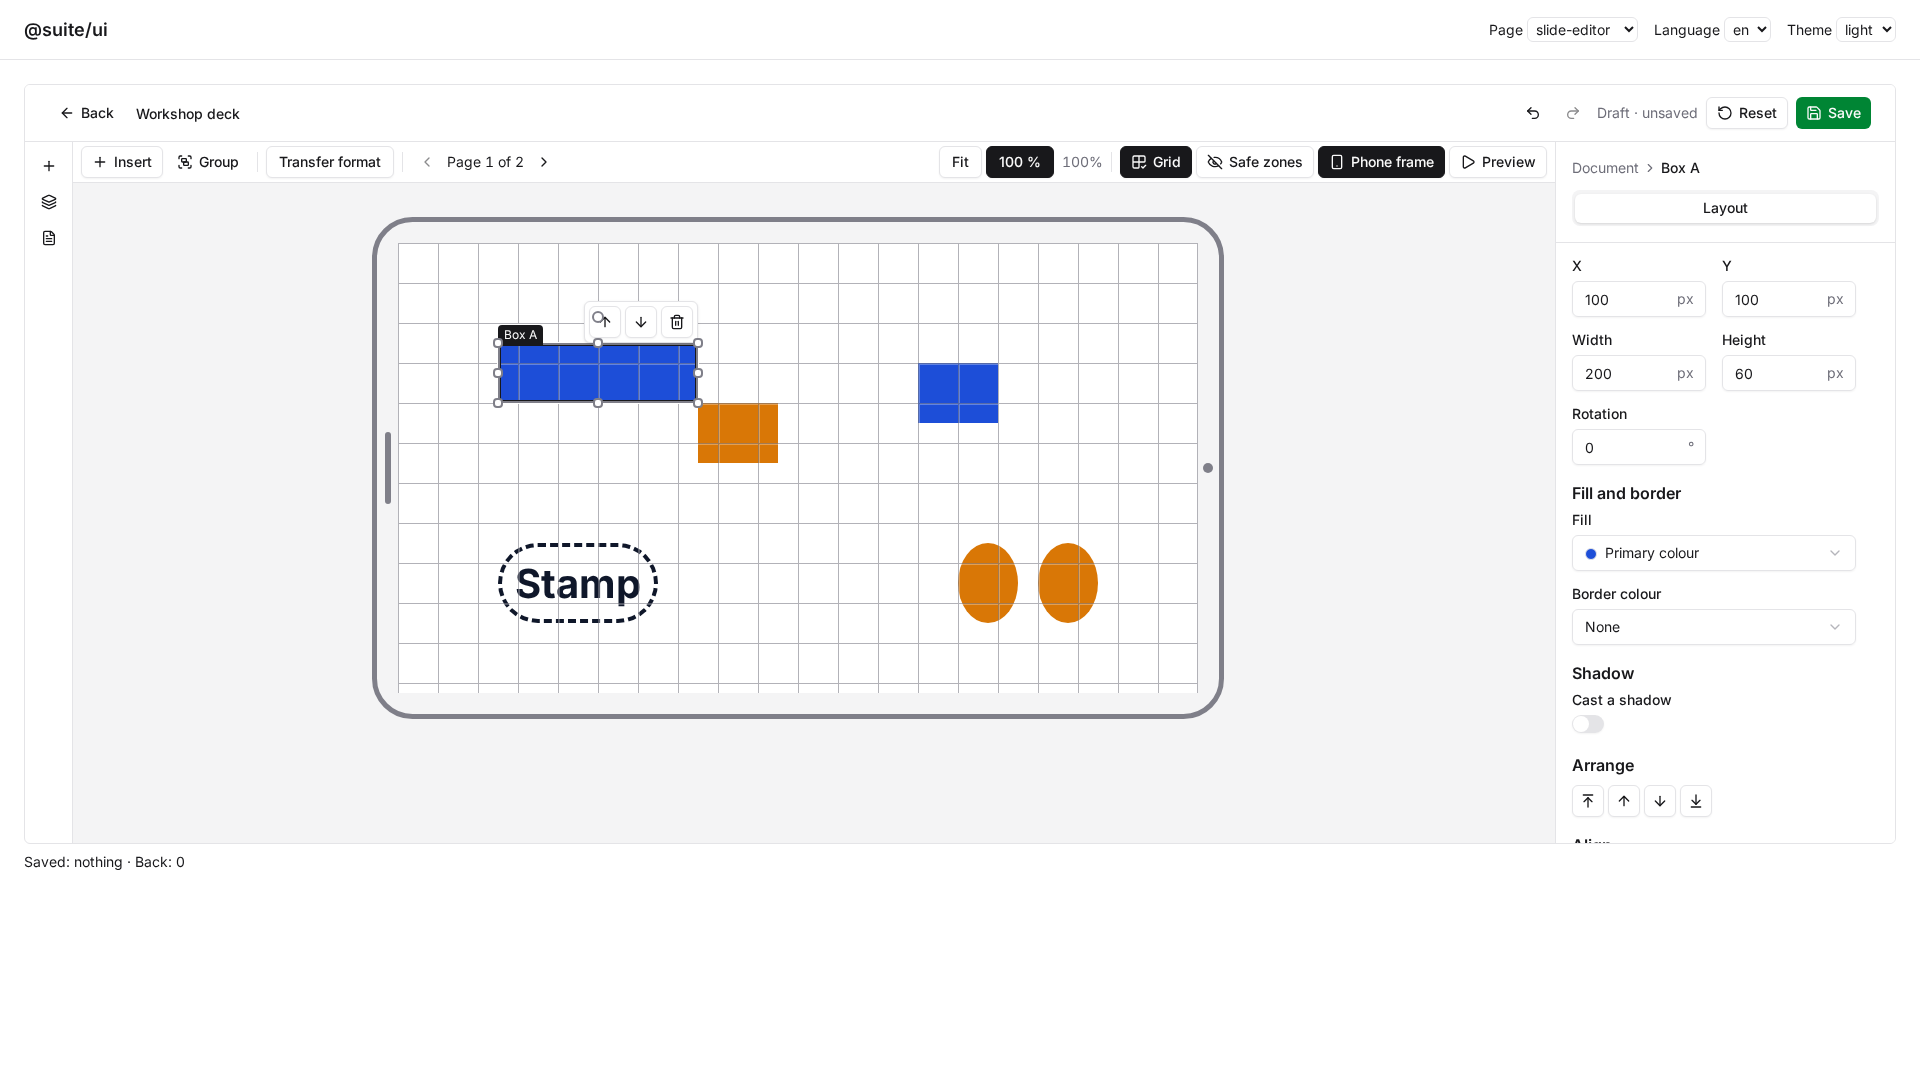 @suite/ui
Page slide-editor Language en Theme light
Back Workshop deck Draft · unsaved Reset Save
Insert Group Transfer format Page 1 of 2 Fit 100 % 100% Grid Safe zones Phone frame Preview
Document Box A
Layout
X Y
100 px 100 px
Width Height
200 px 60 px
Rotation
0 °
Fill and border
Fill
Primary colour
Border colour
None
Shadow
Cast a shadow
Arrange
Box A
Stamp
Saved: nothing · Back: 0